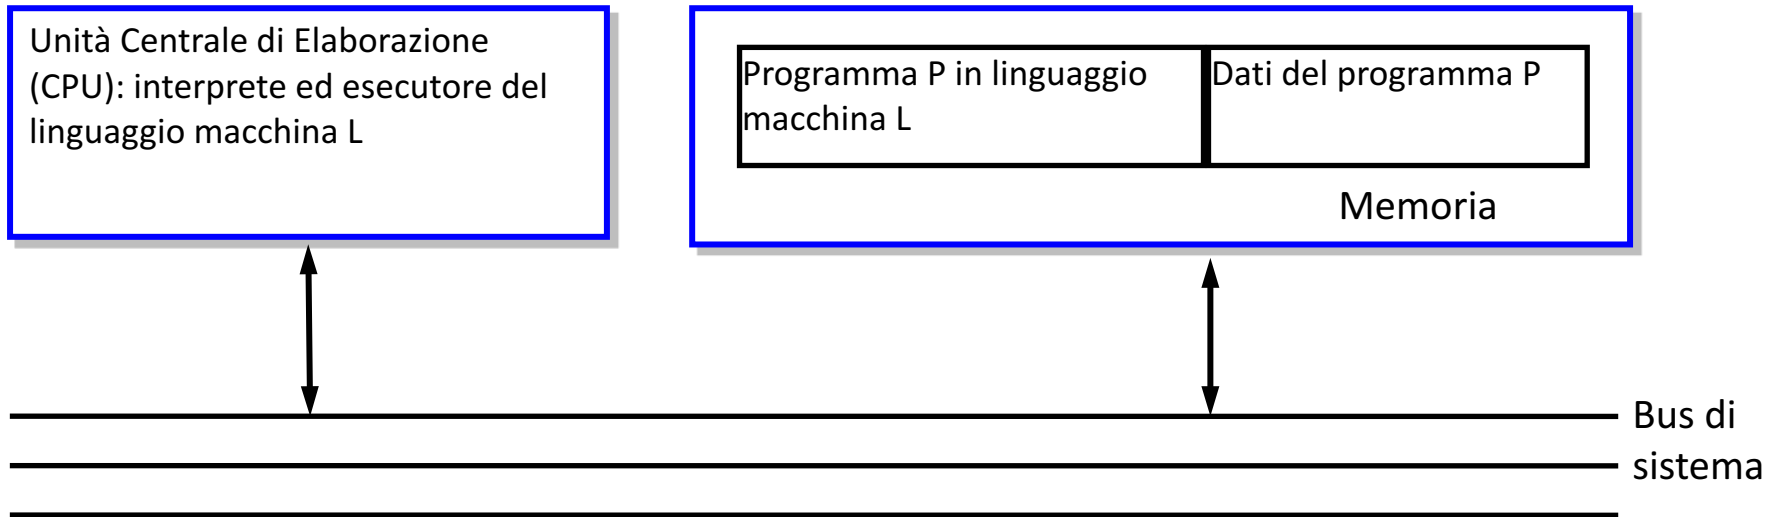 Unità Centrale di Elaborazione
(CPU): interprete ed esecutore del
linguaggio macchina L
Programma P in linguaggio
macchina L
Dati del programma P
Memoria
Bus di
sistema